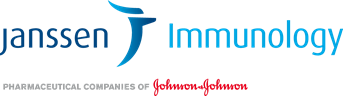 janssen Immunology
PHARMACEUTICAL COMPANIES OF Johnson & Johnson